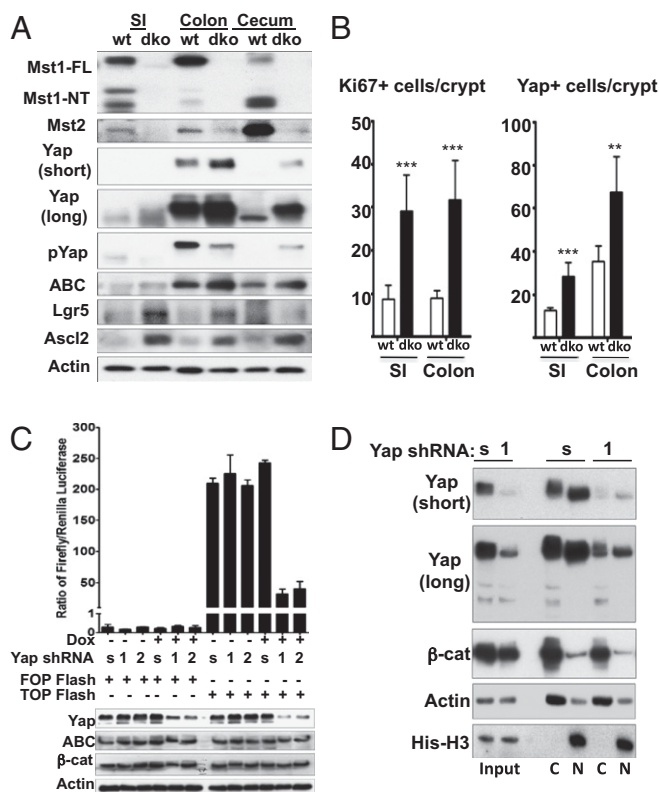 A
SI Colon Cecum
wt dko wt dko wt dko
Mst1-FL
Mst1-NT
Mst2
Yap
(short)
Yap
(long)
pYap
ABC
Lgr5
Ascl2
Actin
B
Ki67+ cells/crypt
50
40
30
20
10
***
***
wt dko wt dko
SI Colon
Yap+ cells/crypt
100
80
60
40
20
***
**
wt dko wt dko
SI Colon
C
Ratio of Firefly/Renilla Luciferase
300
250
200
150
100
50
1
0
Dox - - - + + + - - - + + +
Yap shRNA s 1 2 s 1 2 s 1 2 s 1 2
FOP Flash + + + + + + - - - - - -
TOP Flash - - - - - - + + + + + +
Yap
ABC
β-cat
Actin
D
Yap shRNA: s 1 s 1
Yap
(short)
Yap
(long)
β-cat
Actin
His-H3
Input C N C N